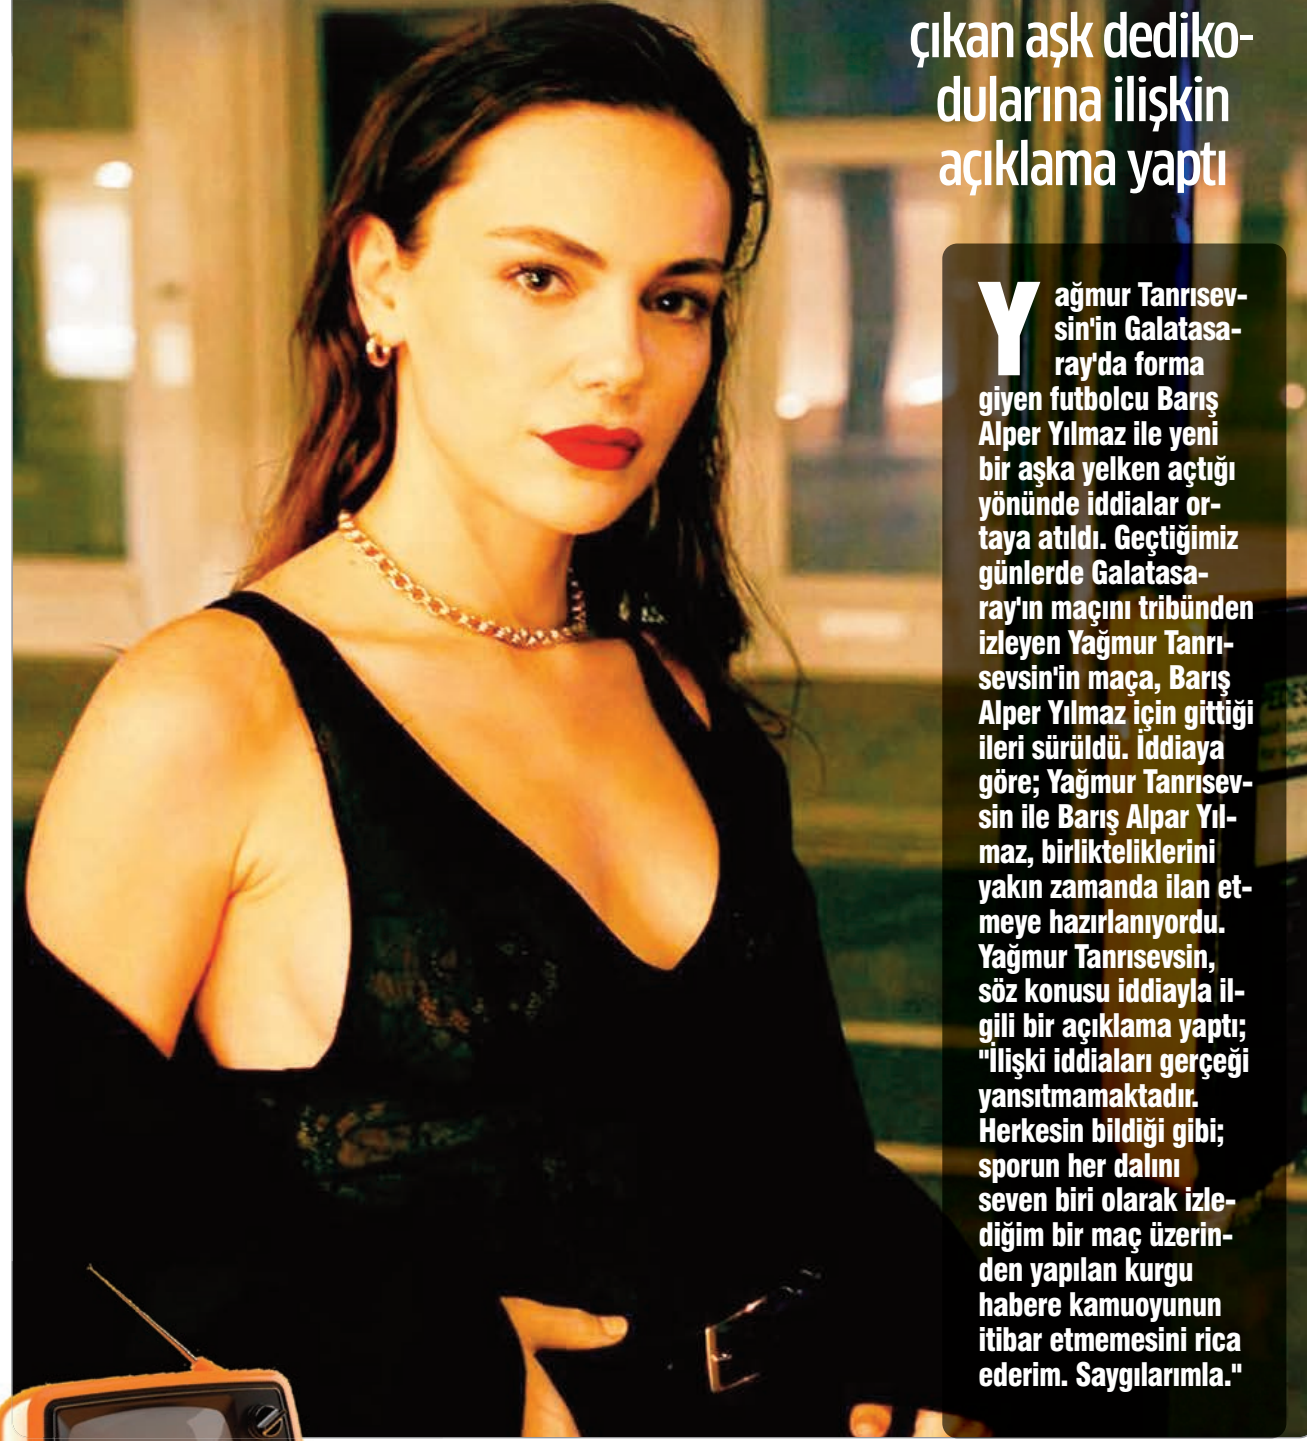 çıkan aşk dediko-
dularına ilişkin
açıklama yaptı
Yağmur Tanrısev-
sin'in Galatasa-
ray'da forma
giyen futbolcu Barış
Alper Yılmaz ile yeni
bir aşka yelken açtığı
yönünde iddialar or-
taya atıldı. Geçtiğimiz
günlerde Galatasa-
ray'ın maçını tribünden
izleyen Yağmur Tanrı-
sevsin'in maça, Barış
Alper Yılmaz için gittiği
ileri sürüldü. İddiaya
göre; Yağmur Tanrısev-
sin ile Barış Alpar Yıl-
maz, birlikteliklerini
yakın zamanda ilan et-
meye hazırlanıyordu.
Yağmur Tanrısevsin,
söz konusu iddiayla il-
gili bir açıklama yaptı;
"İlişki iddiaları gerçeği
yansıtmamaktadır.
Herkesin bildiği gibi;
sporun her dalını
seven biri olarak izle-
diğim bir maç üzerin-
den yapılan kurgu
habere kamuoyunun
itibar etmemesini rica
ederim. Saygılarımla."